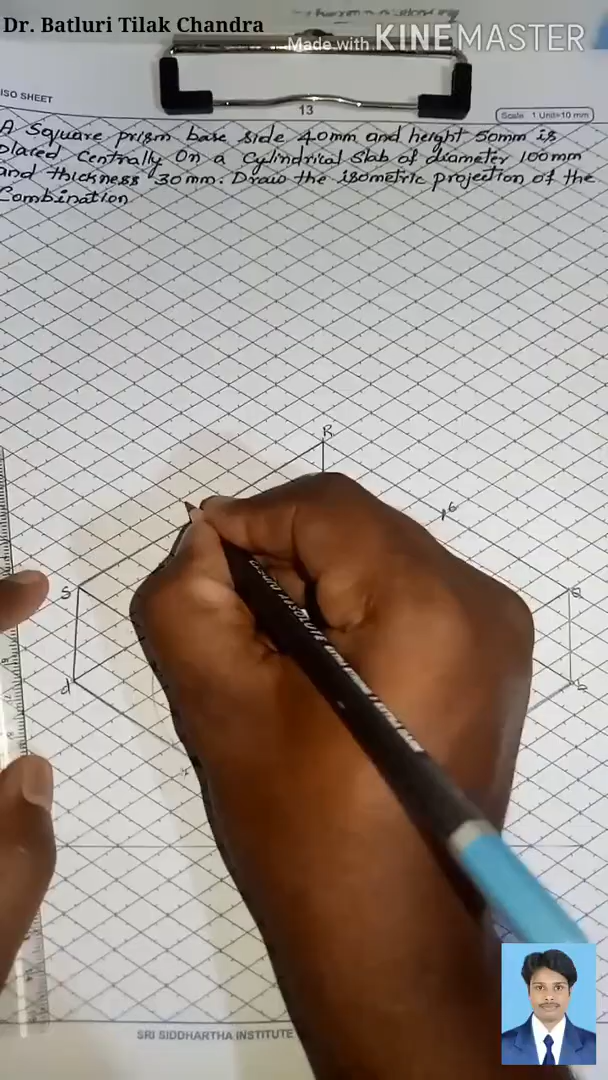 Dr. Batluri Tilak Chandra
Made with KINEMASTER
ISO SHEET
13
Scale 1 Unit=10 mm
A Square prism base side 40mm and height 50mm is
placed Centrally On a Cylindrical Slab of diameter 100mm
and thickness 30mm. Draw the isometric projection of the
Combination
R
G
S
Q
d
b
SRI SIDDHARTHA INSTITUTE